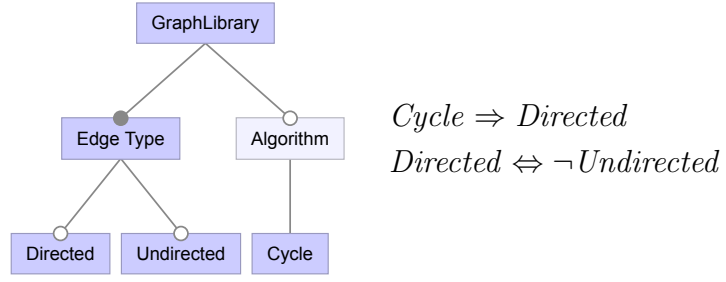 GraphLibrary
Edge Type
Algorithm
Directed
Undirected
Cycle
Cycle ⇒ Directed
Directed ⇔ ¬ Undirected